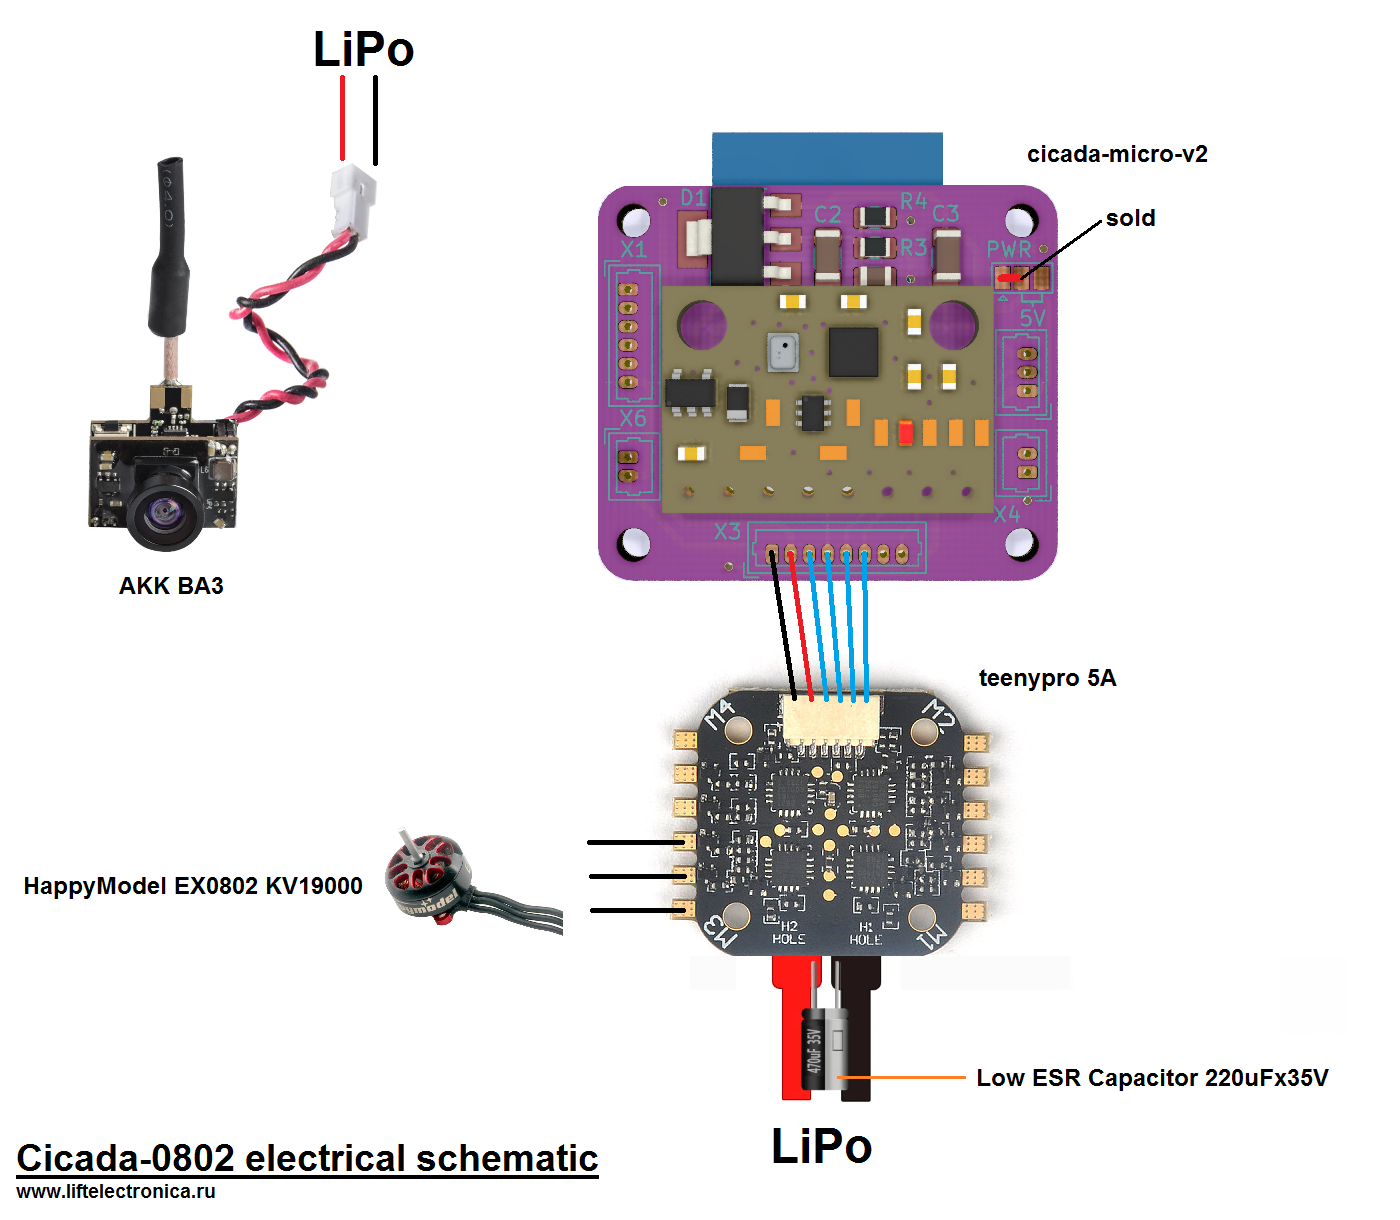 LiPo
cicada-micro-v2
sold
D1
R4
C2
C3
R3
X1
PWR
5V
X6
X4
X3
AKK BA3
teenypro 5A
M4
M2
HappyModel EX0802 KV19000
M3
H2
HOLE
H1
HOLE
M1
470uF 35V
Low ESR Capacitor 220uFx35V
LiPo
Cicada-0802 electrical schematic
www.liftelectronica.ru